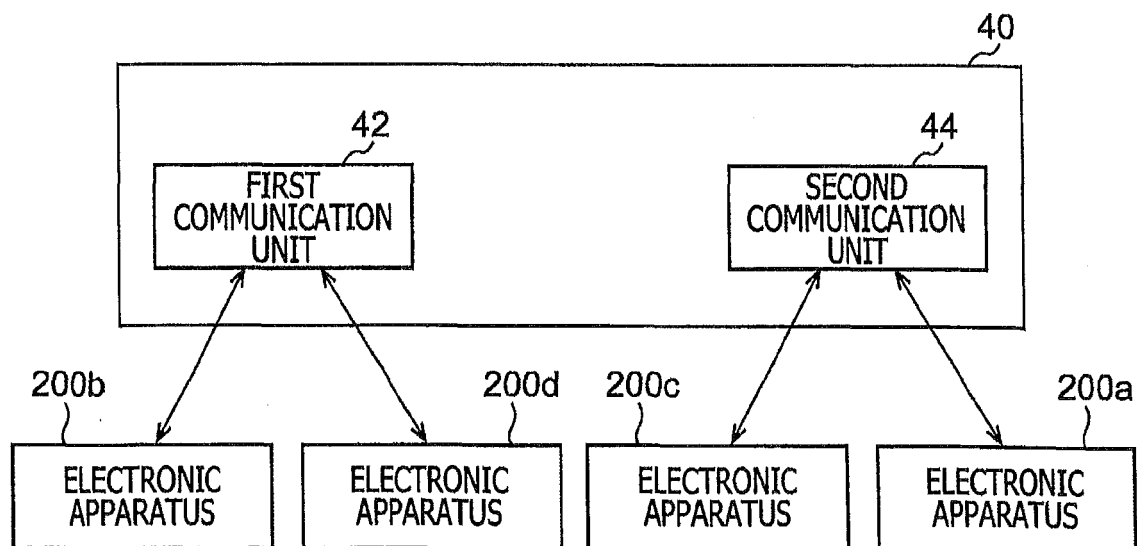 40
42
44
FIRST
COMMUNICATION
UNIT
SECOND
COMMUNICATION
UNIT
200b
200d
200c
200a
ELECTRONIC
APPARATUS
ELECTRONIC
APPARATUS
ELECTRONIC
APPARATUS
ELECTRONIC
APPARATUS